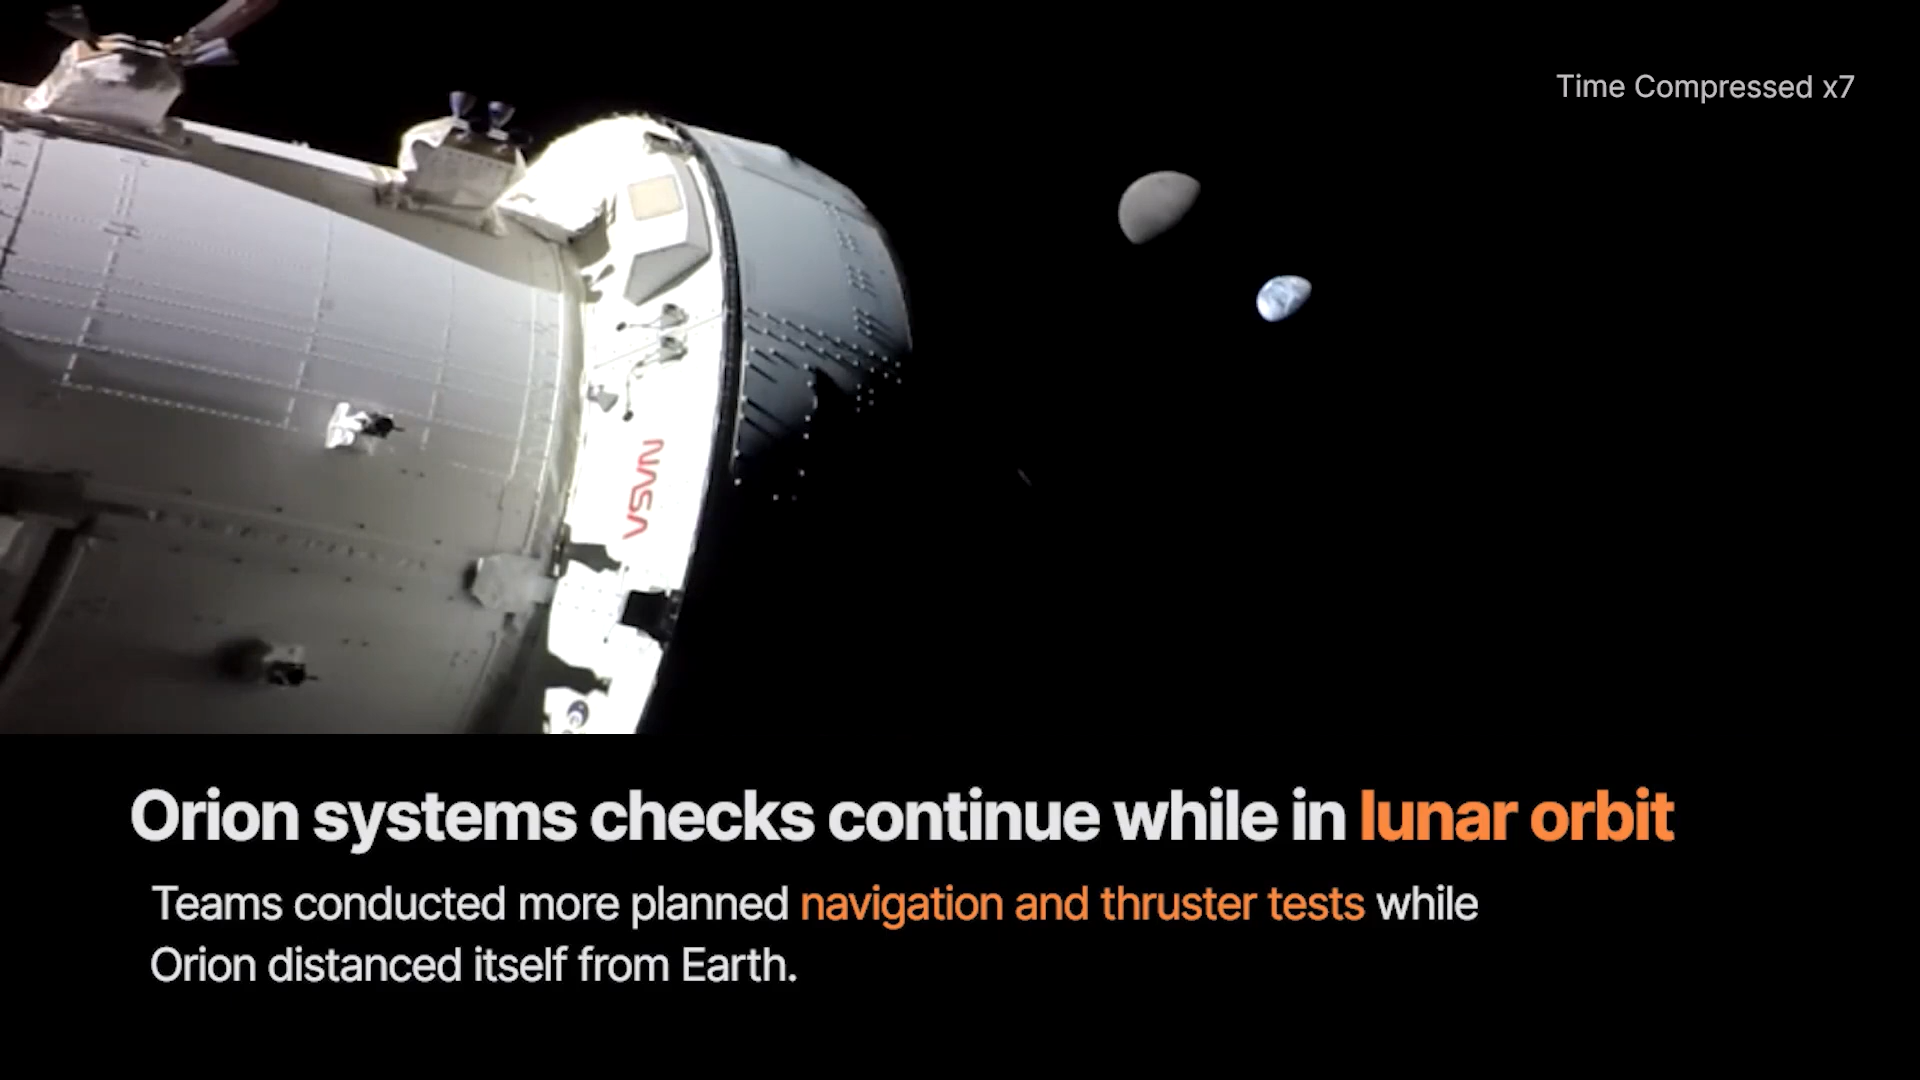 Time Compressed x7
NASA
Orion systems checks continue while in lunar orbit
Teams conducted more planned navigation and thruster tests while
Orion distanced itself from Earth.